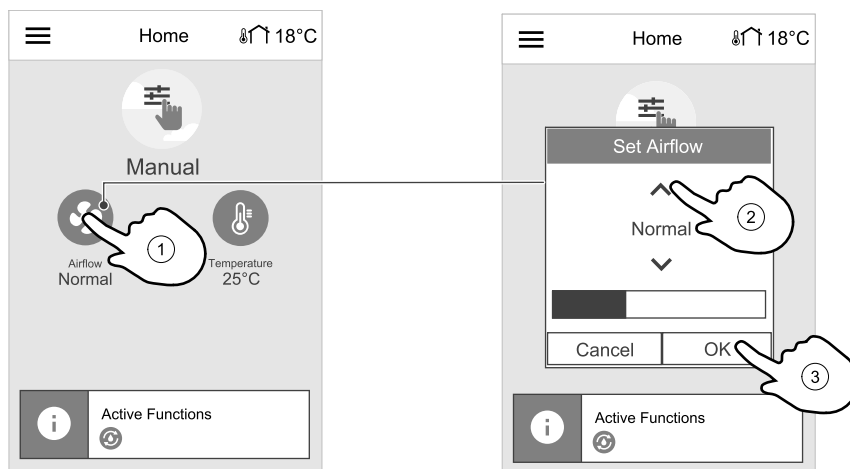 Home 18°C
Manual
1
Airflow
Normal
Temperature
25°C
i
Active Functions
Home 18°C
Set Airflow
2
Normal
Cancel
OK
3
i
Active Functions